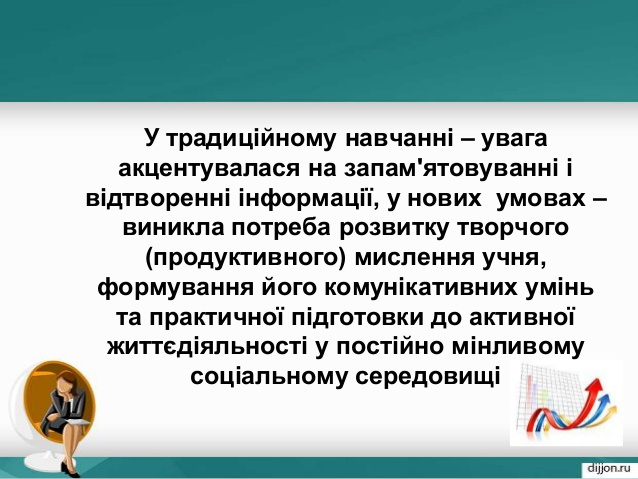 У традиційному навчанні – увага
акцентувалася на запам'ятовуванні і
відтворенні інформації, у нових  умовах –
виникла потреба розвитку творчого
(продуктивного) мислення учня,
формування його комунікативних умінь
та практичної підготовки до активної
життєдіяльності у постійно мінливому
соціальному середовищі
dijjon.ru